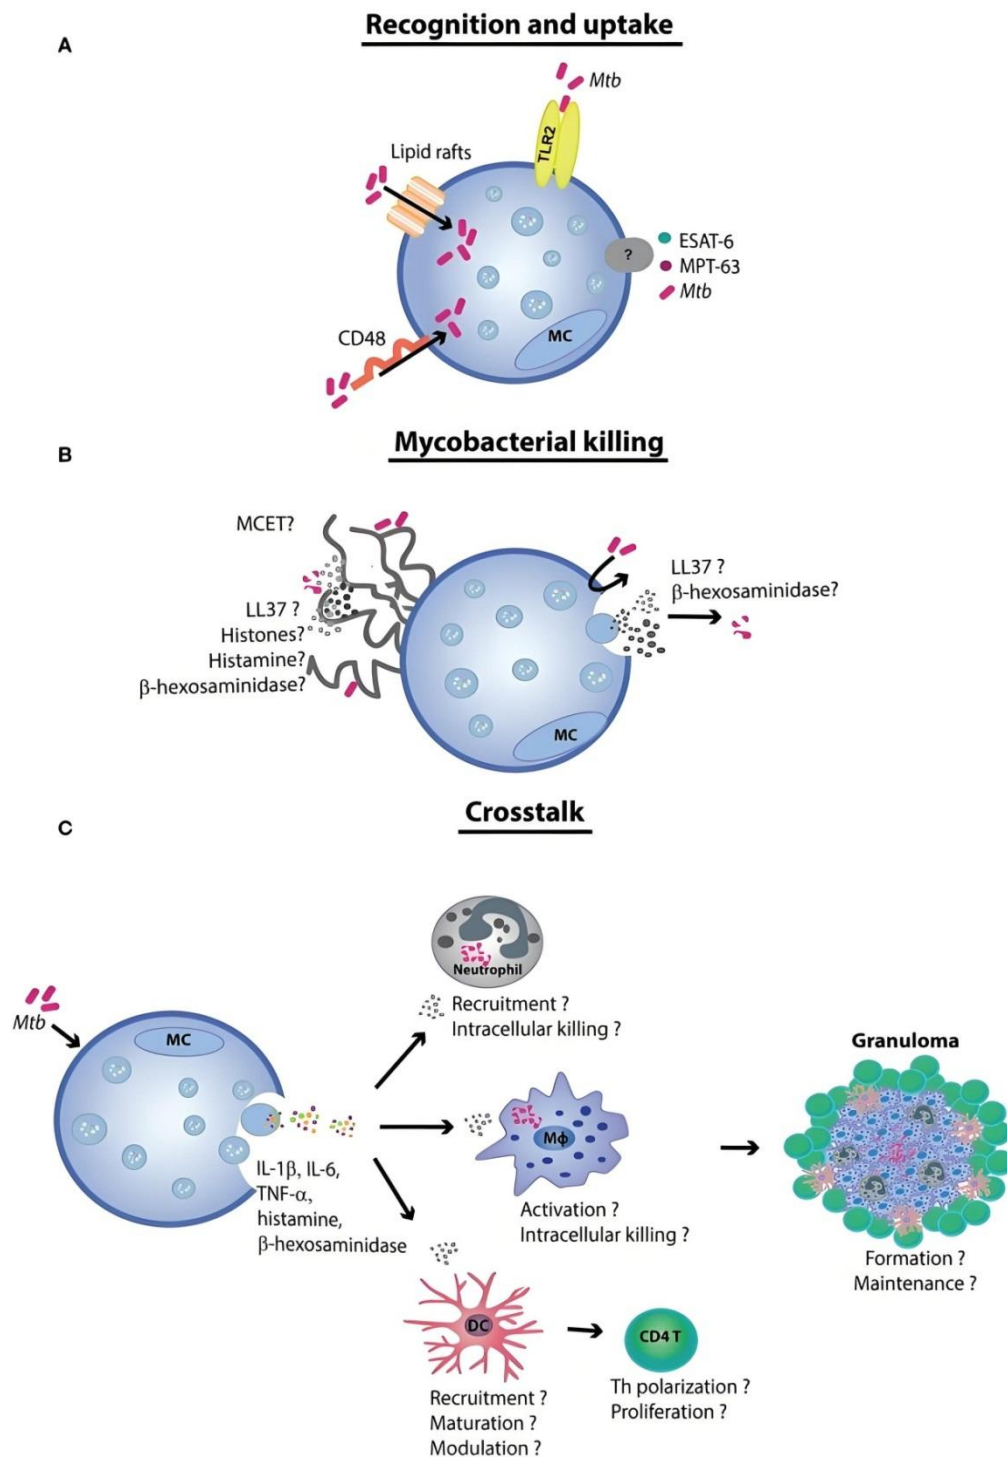 A
Recognition and uptake
Mtb
TLR2
Lipid rafts
?
ESAT-6
MPT-63
Mtb
CD48
MC
B
Mycobacterial killing
MCET?
LL37 ?
Histones?
Histamine?
β-hexosaminidase?
LL37 ?
β-hexosaminidase?
MC
C
Crosstalk
Neutrophil
Recruitment ?
Intracellular killing ?
Mtb
MC
IL-1β, IL-6,
TNF-α,
histamine,
β-hexosaminidase
Mϕ
Activation ?
Intracellular killing ?
DC
Recruitment ?
Maturation ?
Modulation ?
CD4 T
Th polarization ?
Proliferation ?
Granuloma
Formation ?
Maintenance ?